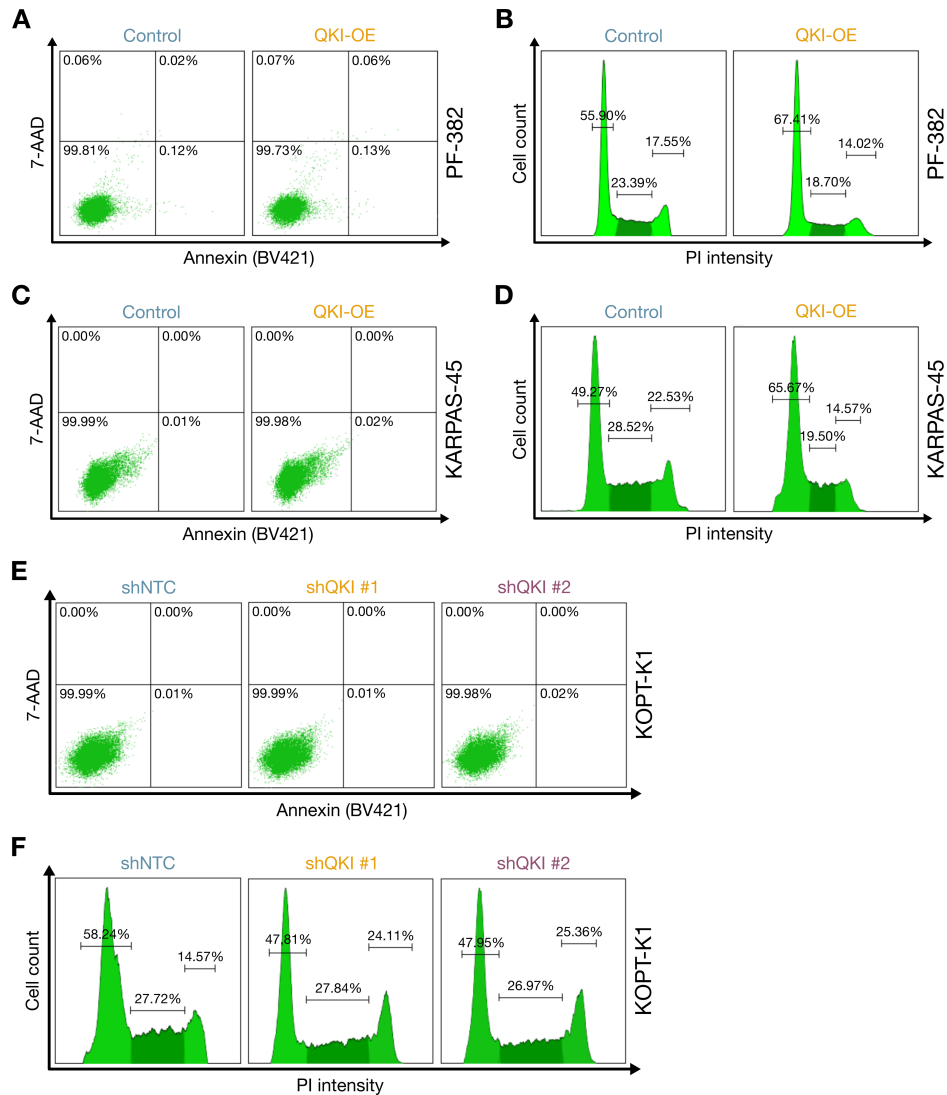 A
Control
QKI-OE
0.06%
0.02%
0.07%
0.06%
99.81%
0.12%
99.73%
0.13%
7-AAD
Annexin (BV421)
PF-382
B
Control
QKI-OE
55.90%
17.55%
23.39%
67.41%
14.02%
18.70%
Cell count
PI intensity
PF-382
C
Control
QKI-OE
0.00%
0.00%
0.00%
0.00%
99.99%
0.01%
99.98%
0.02%
7-AAD
Annexin (BV421)
KARPAS-45
D
Control
QKI-OE
49.27%
22.53%
28.52%
65.67%
14.57%
19.50%
Cell count
PI intensity
KARPAS-45
E
shNTC
shQKI #1
shQKI #2
0.00%
0.00%
0.00%
0.00%
0.00%
0.00%
99.99%
0.01%
99.99%
0.01%
99.98%
0.02%
7-AAD
Annexin (BV421)
KOPT-K1
F
shNTC
shQKI #1
shQKI #2
58.24%
14.57%
27.72%
47.81%
24.11%
27.84%
47.95%
25.36%
26.97%
Cell count
PI intensity
KOPT-K1